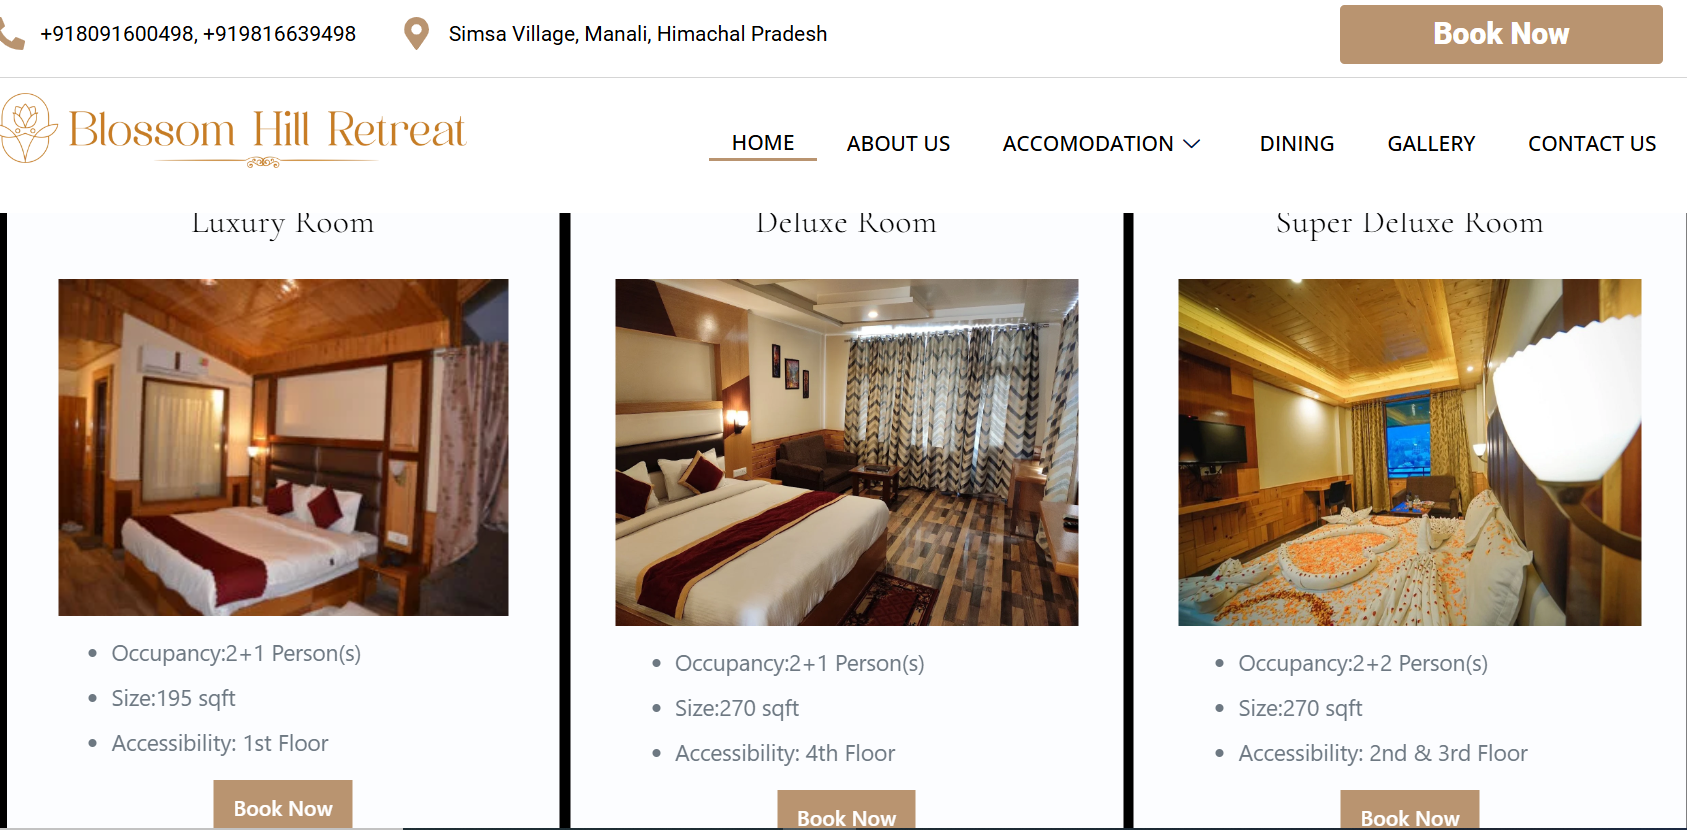 +918091600498, +919816639498
Simsa Village, Manali, Himachal Pradesh
Book Now
Blossom Hill Retreat
HOME
ABOUT US
ACCOMODATION
DINING
GALLERY
CONTACT US
Luxury Room
Occupancy:2+1 Person(s)
Size:195 sqft
Accessibility: 1st Floor
Book Now
Deluxe Room
Occupancy:2+1 Person(s)
Size:270 sqft
Accessibility: 4th Floor
Book Now
Super Deluxe Room
Occupancy:2+2 Person(s)
Size:270 sqft
Accessibility: 2nd & 3rd Floor
Book Now